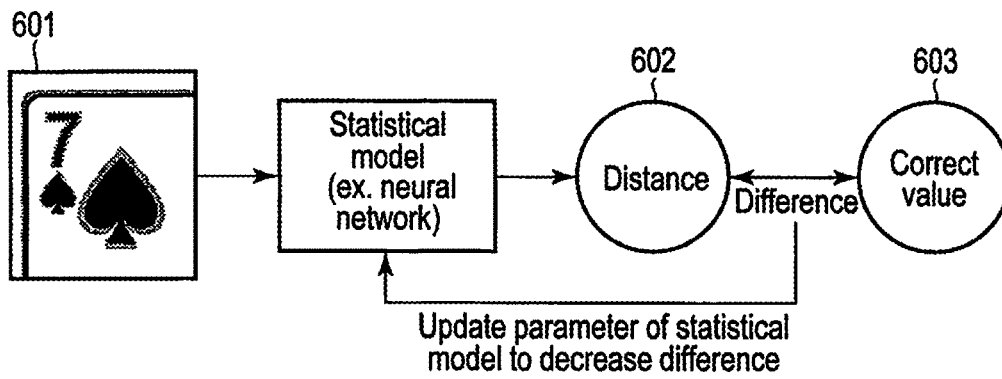 601
7
Statistical
model
(ex. neural
network)
602
Distance
Difference
603
Correct
value
Update parameter of statistical
model to decrease difference